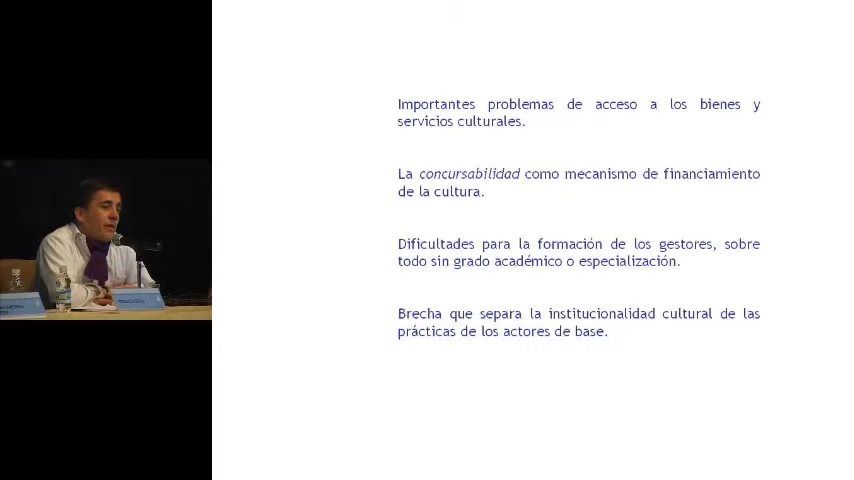 Importantes problemas de acceso a los bienes y
servicios culturales.
La concursabilidad como mecanismo de financiamiento
de la cultura.
Dificultades para la formación de los gestores, sobre
todo sin grado académico o especialización.
Brecha que separa la institucionalidad cultural de las
prácticas de los actores de base.